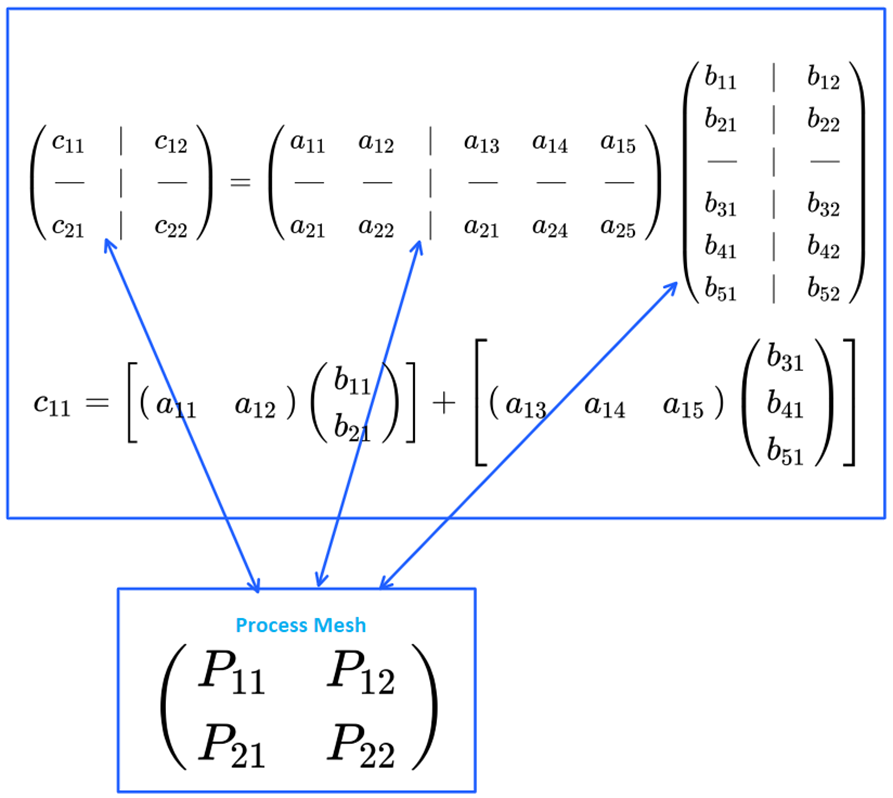 b₁₁ | b₁₂
c₁₁ | c₁₂ a₁₁ a₁₂ | a₁₃ a₁₄ a₁₅ b₂₁ | b₂₂
( — | — ) = ( — — | — — — ) ( — | — )
c₂₁ | c₂₂ a₂₁ a₂₂ | a₂₁ a₂₄ a₂₅ b₃₁ | b₃₂
b₄₁ | b₄₂
b₅₁ | b₅₂
c₁₁ = [ ( a₁₁ a₁₂ ) ( b₁₁ b₂₁ ) ] + [ ( a₁₃ a₁₄ a₁₅ ) ( b₃₁ b₄₁ b₅₁ ) ]
Process Mesh
( P₁₁ P₁₂
P₂₁ P₂₂ )